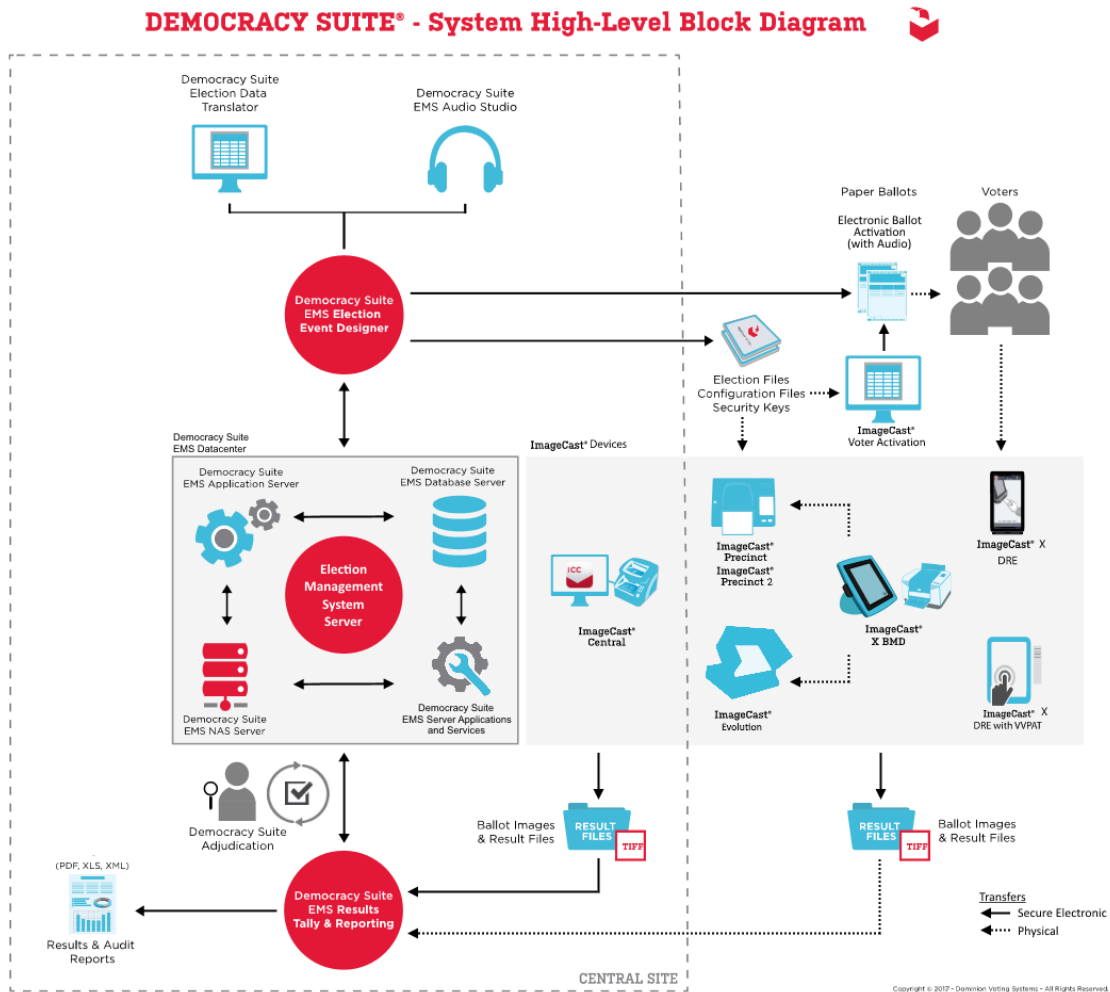 DEMOCRACY SUITE® - System High-Level Block Diagram
Democracy Suite
Election Data
Translator
Democracy Suite
EMS Audio Studio
Paper Ballots
Voters
Electronic Ballot
Activation
(with Audio)
Democracy Suite
EMS Election
Event Designer
Election Files
Configuration Files
Security Keys
ImageCast®
Voter Activation
Democracy Suite
EMS Datacenter
ImageCast® Devices
Democracy Suite
EMS Application Server
Democracy Suite
EMS Database Server
Election
Management
System
Server
Democracy Suite
EMS NAS Server
Democracy Suite
EMS Server Applications
and Services
ICC
ImageCast®
Central
ImageCast®
Precinct
ImageCast®
Precinct 2
ImageCast®
Evolution
ImageCast®
X BMD
ImageCast® X
DRE
ImageCast® X
DRE with VVPAT
Democracy Suite
Adjudication
Ballot Images
& Result Files
RESULT
FILES
TIFF
RESULT
FILES
TIFF
Ballot Images
& Result Files
(PDF, XLS, XML)
Results & Audit
Reports
Democracy Suite
EMS Results
Tally & Reporting
Transfers
Secure Electronic
Physical
CENTRAL SITE
Copyright © 2017 - Dominion Voting Systems - All Rights Reserved.